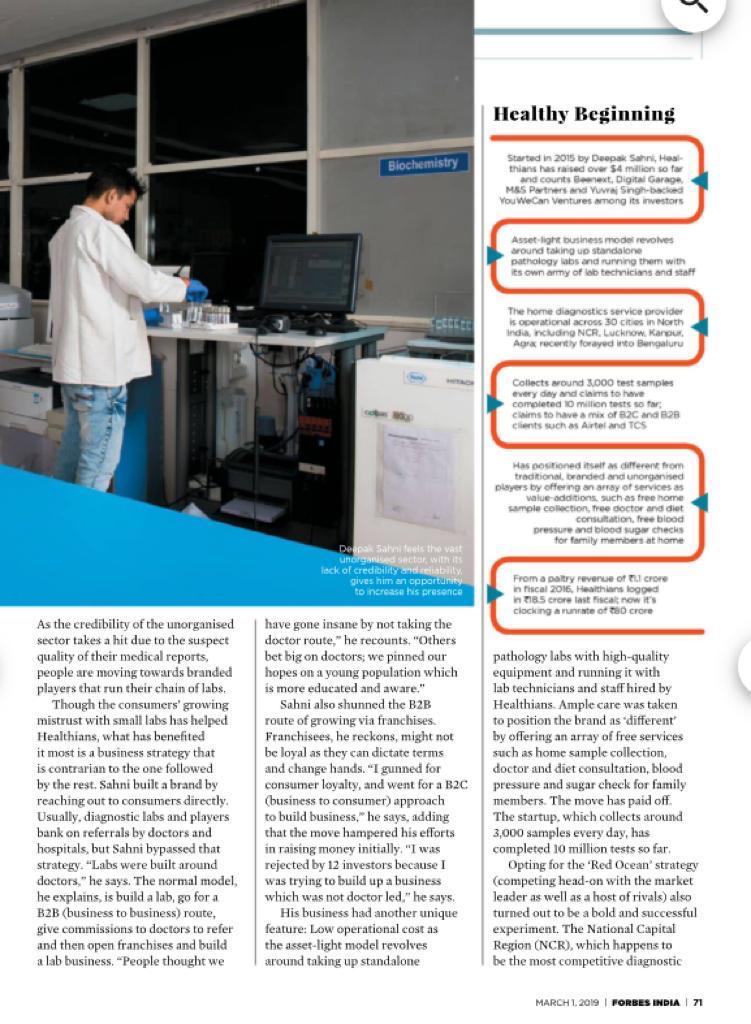 Biochemistry
Roche
HITACHI
Deepak Sahni feels the vast
unorganised sector, with its
lack of credibility and reliability,
gives him an opportunity
to increase his presence
Healthy Beginning
Started in 2015 by Deepak Sahni, Heal-
thians has raised over $4 million so far
and counts Beenext, Digital Garage,
M&S Partners and Yuvraj Singh-backed
YouWeCan Ventures among its investors
Asset-light business model revolves
around taking up standalone
pathology labs and running them with
its own army of lab technicians and staff
The home diagnostics service provider
is operational across 30 cities in North
India, including NCR, Lucknow, Kanpur,
Agra; recently forayed into Bengaluru
Collects around 3,000 test samples
every day and claims to have
completed 10 million tests so far;
claims to have a mix of B2C and B2B
clients such as Airtel and TCS
Has positioned itself as different from
traditional, branded and unorganised
players by offering an array of services as
value-additions, such as free home
sample collection, free doctor and diet
consultation, free blood
pressure and blood sugar checks
for family members at home
From a paltry revenue of ₹1.1 crore
in fiscal 2016, Healthians logged
in ₹18.5 crore last fiscal; now it's
clocking a runrate of ₹80 crore
As the credibility of the unorganised
sector takes a hit due to the suspect
quality of their medical reports,
people are moving towards branded
players that run their chain of labs.
Though the consumers' growing
mistrust with small labs has helped
Healthians, what has benefited
it most is a business strategy that
is contrarian to the one followed
by the rest. Sahni built a brand by
reaching out to consumers directly.
Usually, diagnostic labs and players
bank on referrals by doctors and
hospitals, but Sahni bypassed that
strategy. “Labs were built around
doctors,” he says. The normal model,
he explains, is build a lab, go for a
B2B (business to business) route,
give commissions to doctors to refer
and then open franchises and build
a lab business. “People thought we
have gone insane by not taking the
doctor route,” he recounts. “Others
bet big on doctors; we pinned our
hopes on a young population which
is more educated and aware.”
Sahni also shunned the B2B
route of growing via franchises.
Franchisees, he reckons, might not
be loyal as they can dictate terms
and change hands. “I gunned for
consumer loyalty, and went for a B2C
(business to consumer) approach
to build business,” he says, adding
that the move hampered his efforts
in raising money initially. “I was
rejected by 12 investors because I
was trying to build up a business
which was not doctor led,” he says.
His business had another unique
feature: Low operational cost as
the asset-light model revolves
around taking up standalone
pathology labs with high-quality
equipment and running it with
lab technicians and staff hired by
Healthians. Ample care was taken
to position the brand as ‘different’
by offering an array of free services
such as home sample collection,
doctor and diet consultation, blood
pressure and sugar check for family
members. The move has paid off.
The startup, which collects around
3,000 samples every day, has
completed 10 million tests so far.
Opting for the ‘Red Ocean’ strategy
(competing head-on with the market
leader as well as a host of rivals) also
turned out to be a bold and successful
experiment. The National Capital
Region (NCR), which happens to
be the most competitive diagnostic
MARCH 1, 2019 | FORBES INDIA | 71